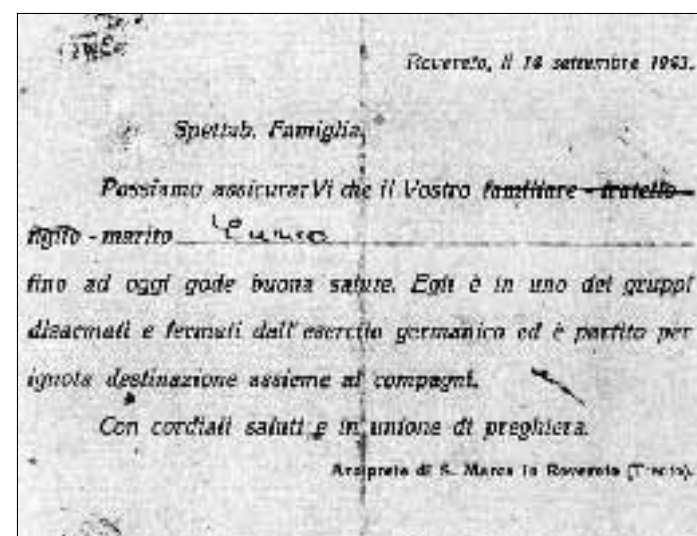 Rovereto, li 14 settembre 1943.
Spettab. Famiglia,
Possiamo assicurarVi che il Vostro familiare - fratello
figlio - marito
fino ad oggi gode buona salute. Egli è in uno dei gruppi
disarmati e fermati dall'esercito germanico ed è partito per
ignota destinazione assieme ai compagni.
Con cordiali saluti e in unione di preghiera.
Arciprete di S. Marco in Rovereto (Trento).